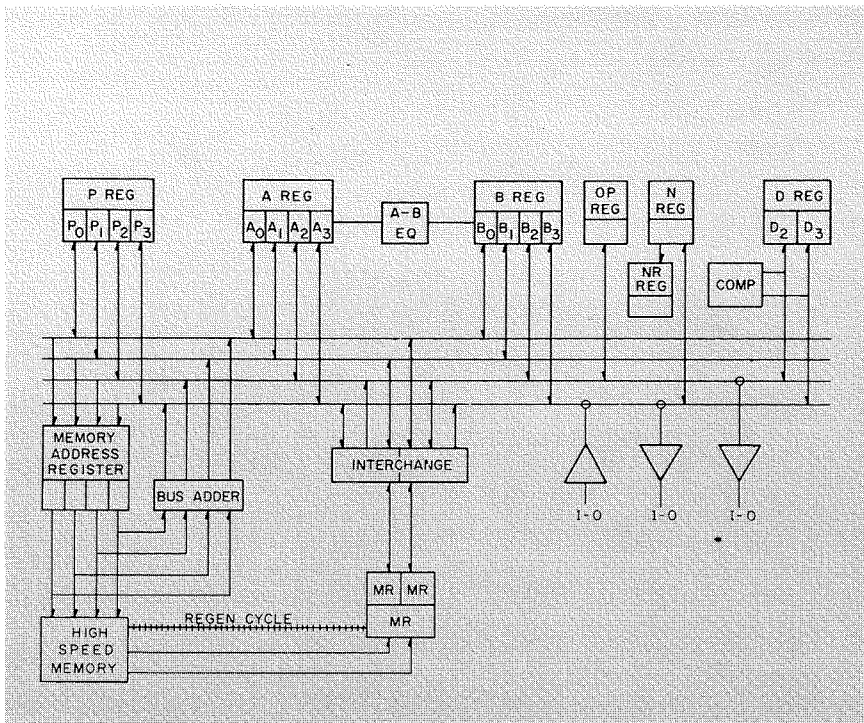 P REG
P0 P1 P2 P3
A REG
A0 A1 A2 A3
A-B
EQ
B REG
B0 B1 B2 B3
OP
REG
N
REG
NR
REG
D REG
D2 D3
COMP
MEMORY
ADDRESS
REGISTER
BUS ADDER
INTERCHANGE
I-O
I-O
I-O
MR MR
MR
REGEN CYCLE
HIGH
SPEED
MEMORY